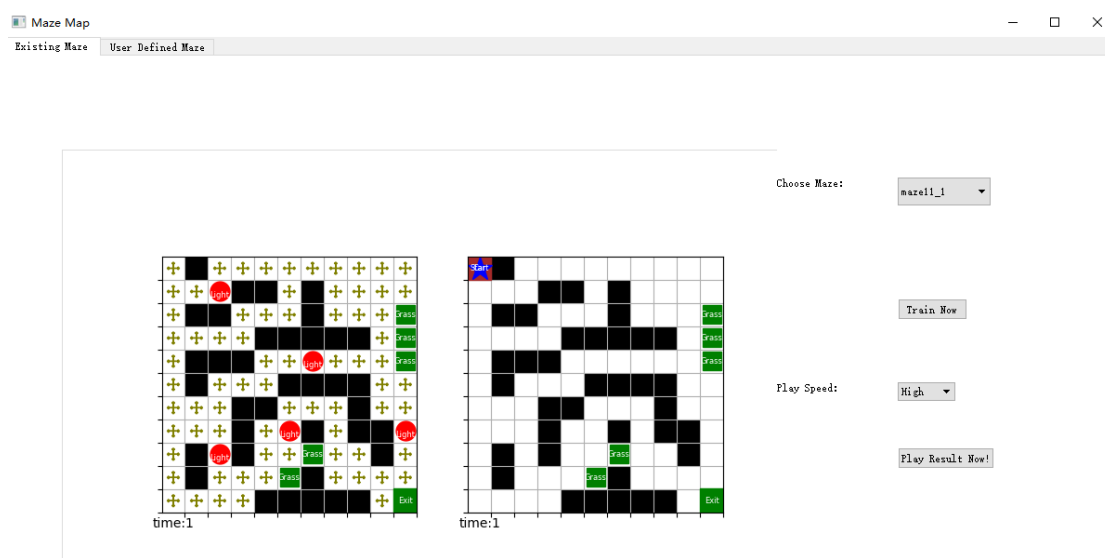 Maze Map
Existing Maze
User Defined Maze
Choose Maze:
maze11_1
Start
Light
Grass
Grass
Train Now
Grass
Grass
Grass
Light
Grass
Play Speed:
High
Light
Light
Light
Grass
Grass
Play Result Now!
Grass
Grass
Exit
Exit
time:1
time:1